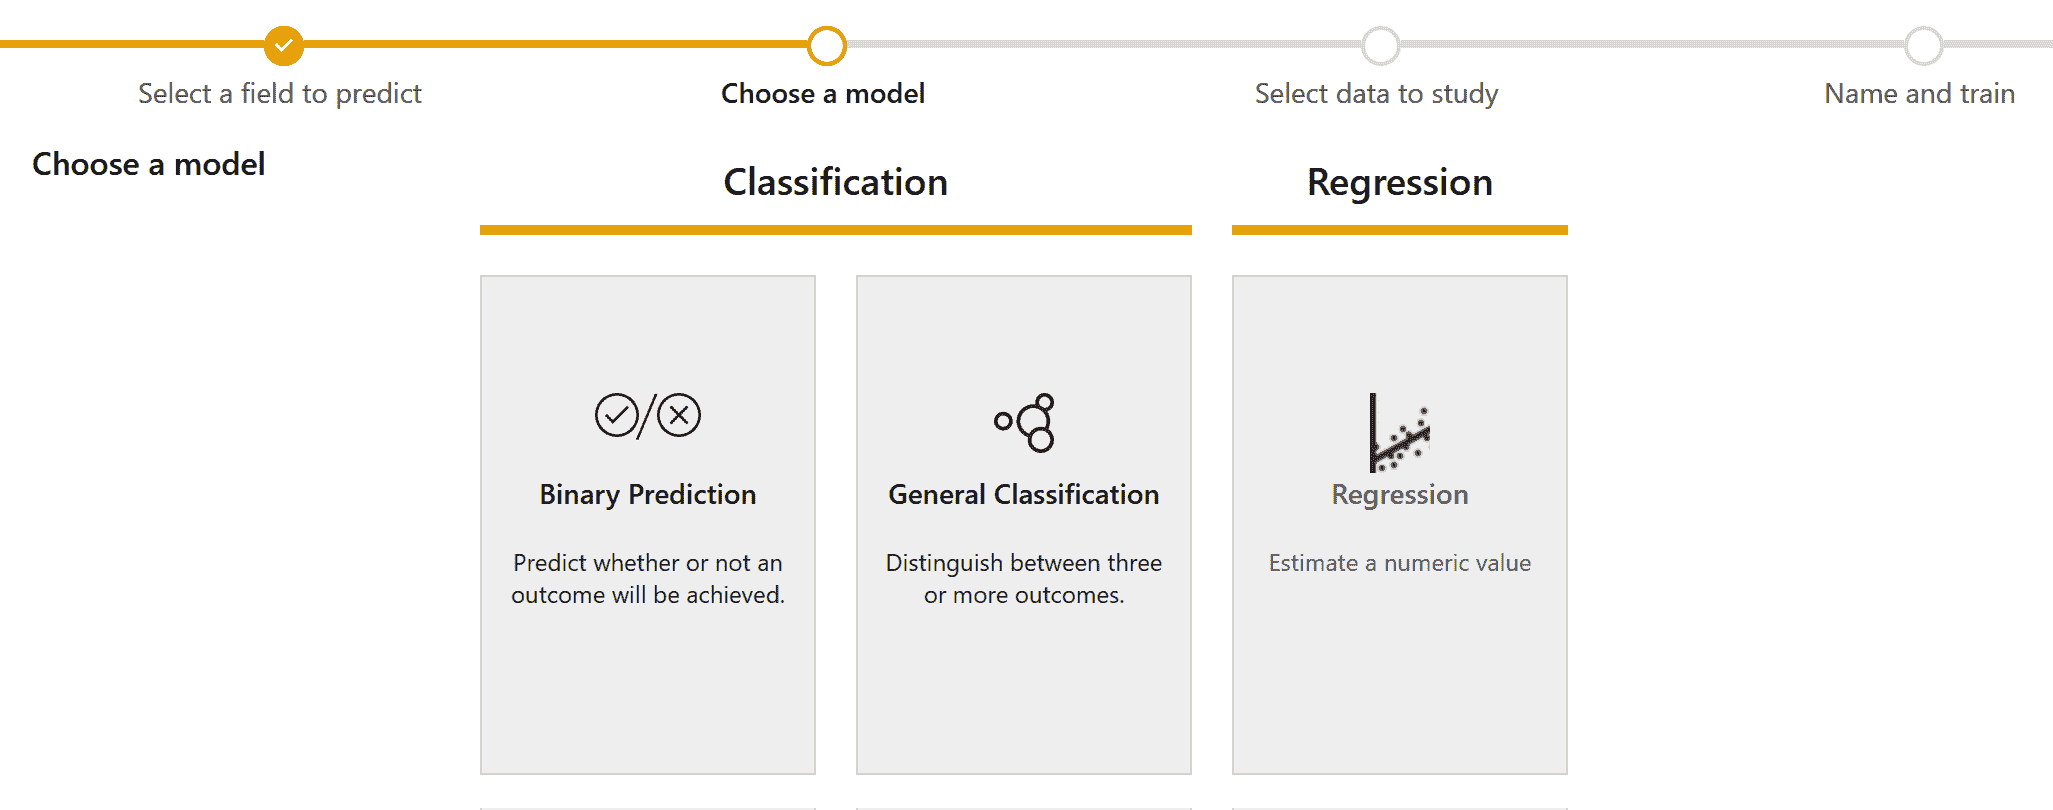 Select a field to predict
Choose a model
Select data to study
Name and train
Choose a model
Classification
Regression
Binary Prediction
Predict whether or not an
outcome will be achieved.
General Classification
Distinguish between three
or more outcomes.
Regression
Estimate a numeric value